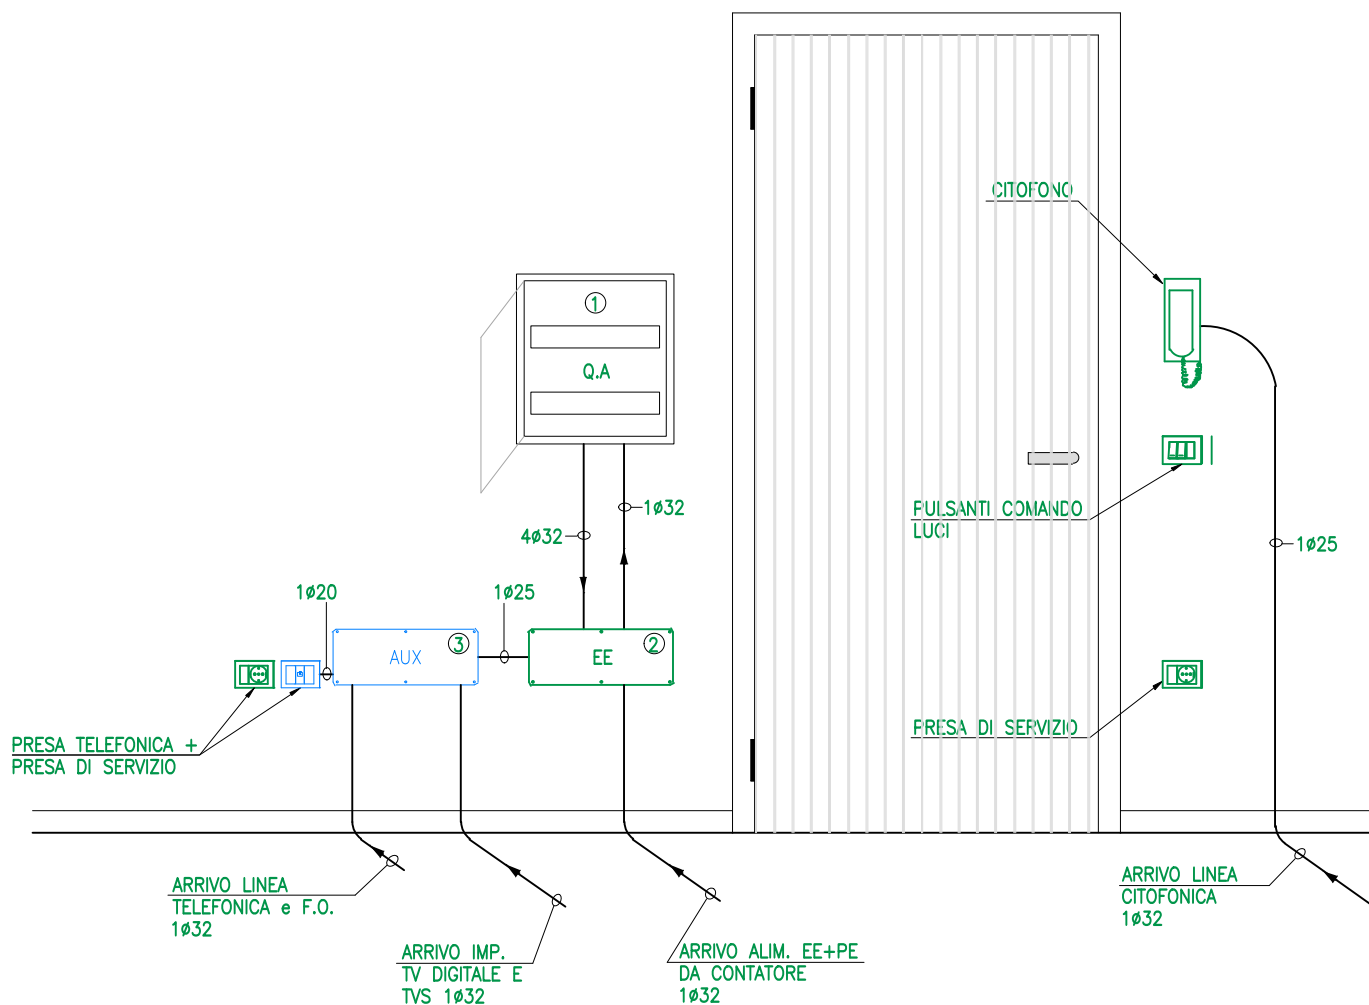 CITOFONO
1
Q.A
1ø32
4ø32
PULSANTI COMANDO
LUCI
1ø25
1ø20
1ø25
AUX
3
EE
2
PRESA TELEFONICA +
PRESA DI SERVIZIO
PRESA DI SERVIZIO
ARRIVO LINEA
TELEFONICA e F.O.
1ø32
ARRIVO IMP.
TV DIGITALE E
TVS 1ø32
ARRIVO ALIM. EE+PE
DA CONTATORE
1ø32
ARRIVO LINEA
CITOFONICA
1ø32